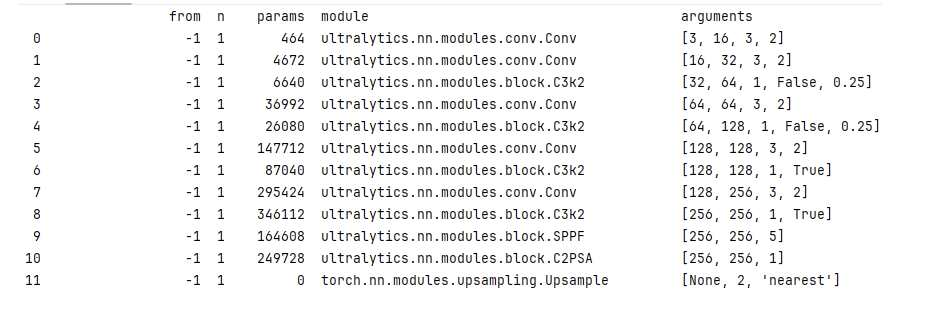 from n params module arguments
0 -1 1 464 ultralytics.nn.modules.conv.Conv [3, 16, 3, 2]
1 -1 1 4672 ultralytics.nn.modules.conv.Conv [16, 32, 3, 2]
2 -1 1 6640 ultralytics.nn.modules.block.C3k2 [32, 64, 1, False, 0.25]
3 -1 1 36992 ultralytics.nn.modules.conv.Conv [64, 64, 3, 2]
4 -1 1 26080 ultralytics.nn.modules.block.C3k2 [64, 128, 1, False, 0.25]
5 -1 1 147712 ultralytics.nn.modules.conv.Conv [128, 128, 3, 2]
6 -1 1 87040 ultralytics.nn.modules.block.C3k2 [128, 128, 1, True]
7 -1 1 295424 ultralytics.nn.modules.conv.Conv [128, 256, 3, 2]
8 -1 1 346112 ultralytics.nn.modules.block.C3k2 [256, 256, 1, True]
9 -1 1 164608 ultralytics.nn.modules.block.SPPF [256, 256, 5]
10 -1 1 249728 ultralytics.nn.modules.block.C2PSA [256, 256, 1]
11 -1 1 0 torch.nn.modules.upsampling.Upsample [None, 2, 'nearest']